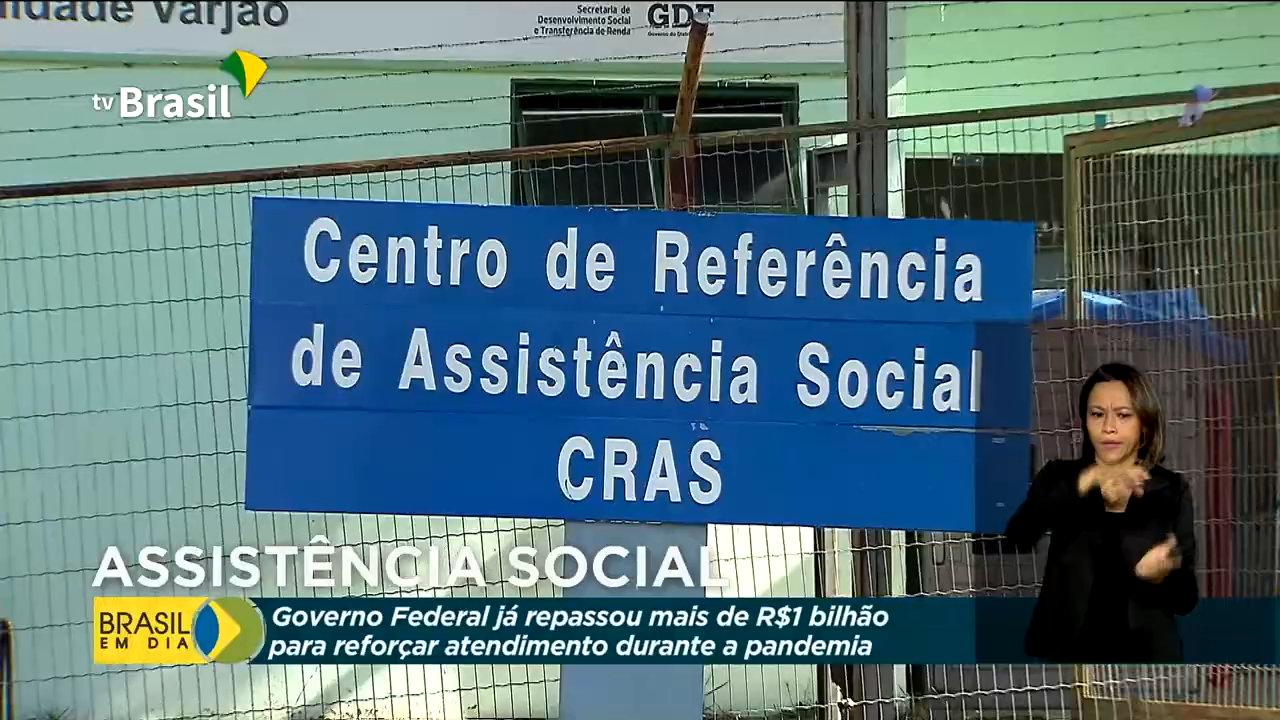 Varjão
Secretaria de
Desenvolvimento Social
e Transferência de Renda
GDF
tv Brasil
Centro de Referência
de Assistência Social
CRAS
ASSISTÊNCIA SOCIAL
BRASIL
EM DIA
Governo Federal já repassou mais de R$1 bilhão
para reforçar atendimento durante a pandemia